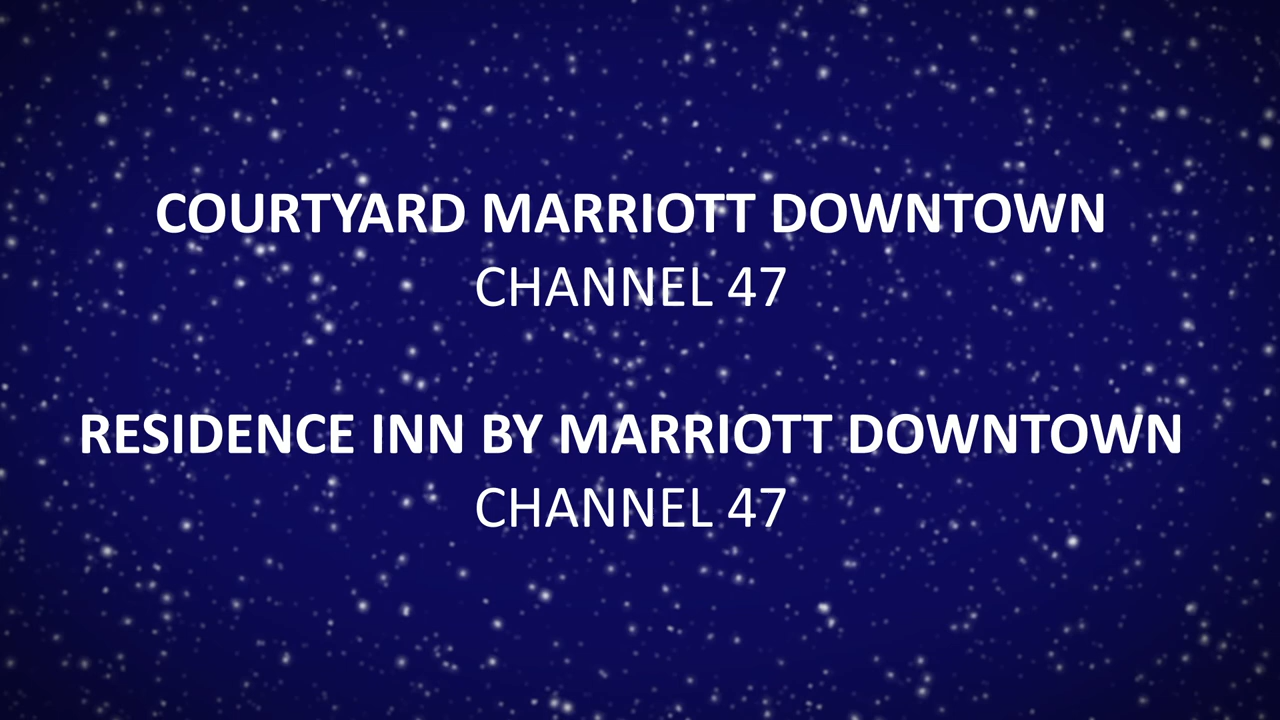 COURTYARD MARRIOTT DOWNTOWN
CHANNEL 47
RESIDENCE INN BY MARRIOTT DOWNTOWN
CHANNEL 47